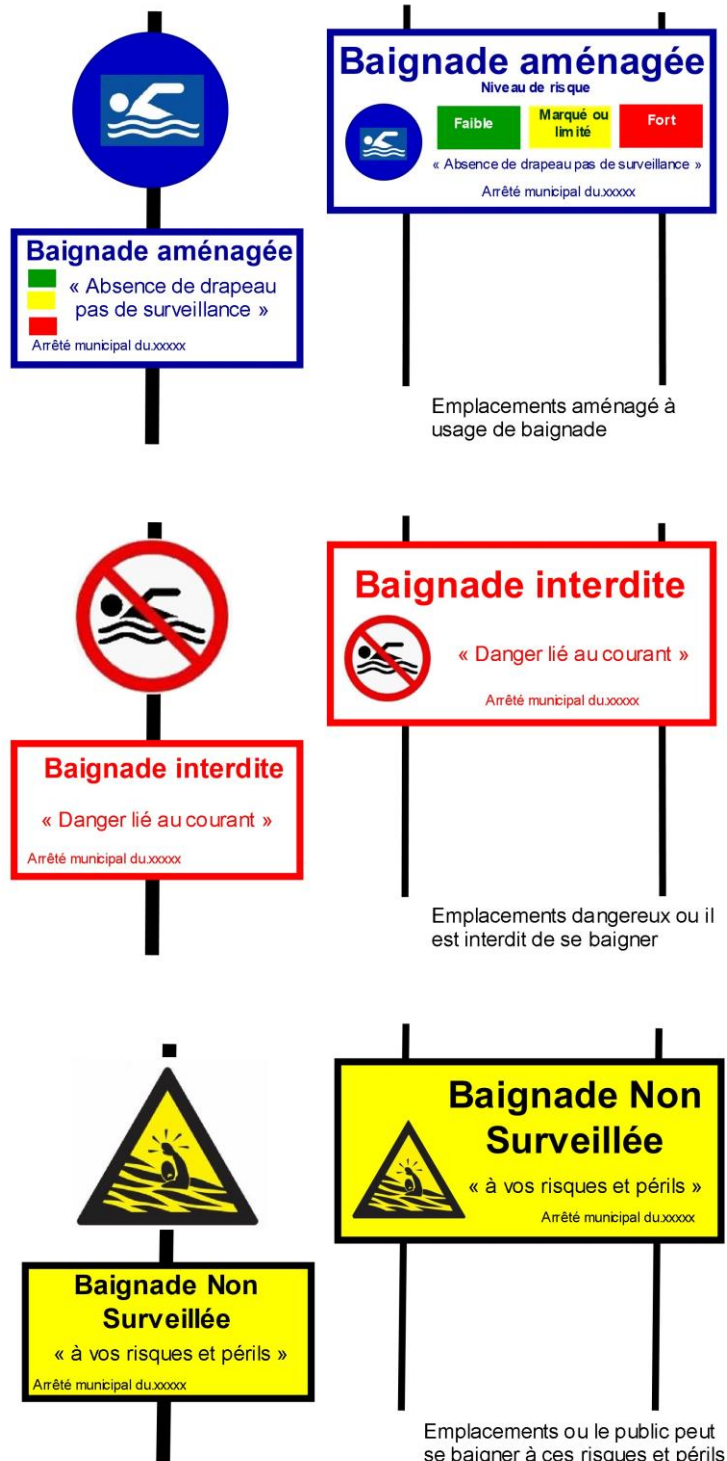 Baignade aménagée
« Absence de drapeau
pas de surveillance »
Arrêté municipal du.xxxxx
Baignade aménagée
Niveau de risque
Faible
Marqué ou
limité
Fort
« Absence de drapeau pas de surveillance »
Arrêté municipal du.xxxxx
Emplacements aménagé à
usage de baignade
Baignade interdite
« Danger lié au courant »
Arrêté municipal du.xxxxx
Baignade interdite
« Danger lié au courant »
Arrêté municipal du.xxxxx
Emplacements dangereux ou il
est interdit de se baigner
Baignade Non
Surveillée
« à vos risques et périls »
Arrêté municipal du.xxxxx
Baignade Non
Surveillée
« à vos risques et périls »
Arrêté municipal du.xxxxx
Emplacements ou le public peut
se baigner à ces risques et périls